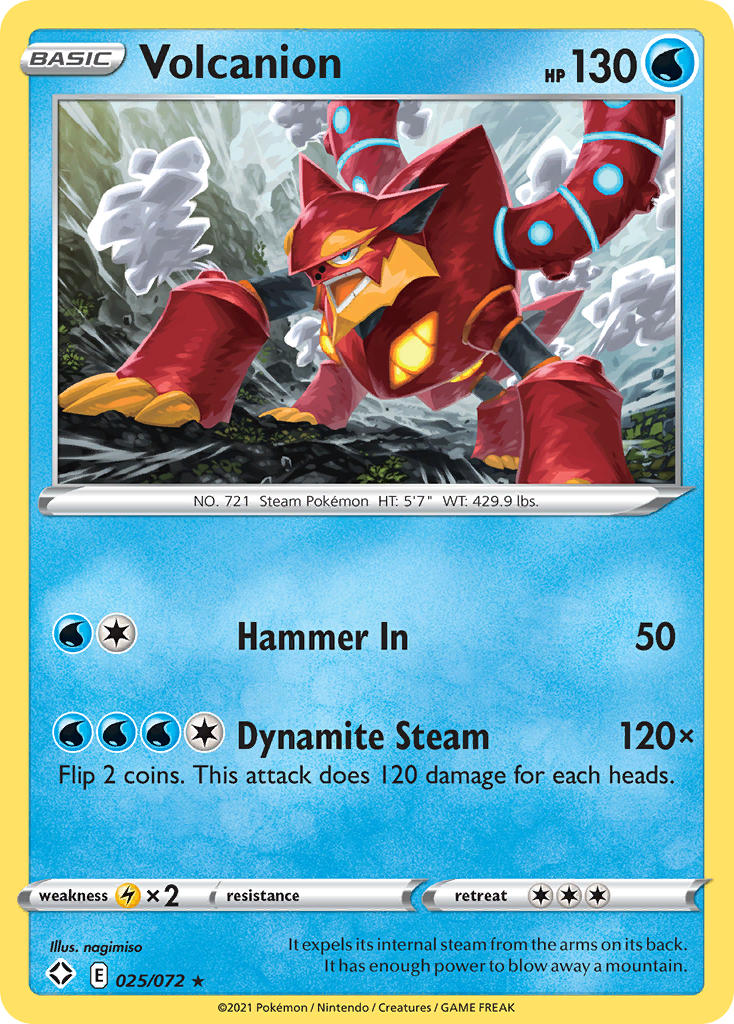 BASIC Volcanion HP 130
NO. 721 Steam Pokémon HT: 5'7" WT: 429.9 lbs.
Hammer In 50
Dynamite Steam 120×
Flip 2 coins. This attack does 120 damage for each heads.
weakness ×2 resistance retreat
Illus. nagimiso
It expels its internal steam from the arms on its back.
It has enough power to blow away a mountain.
E 025/072 ★
©2021 Pokémon / Nintendo / Creatures / GAME FREAK